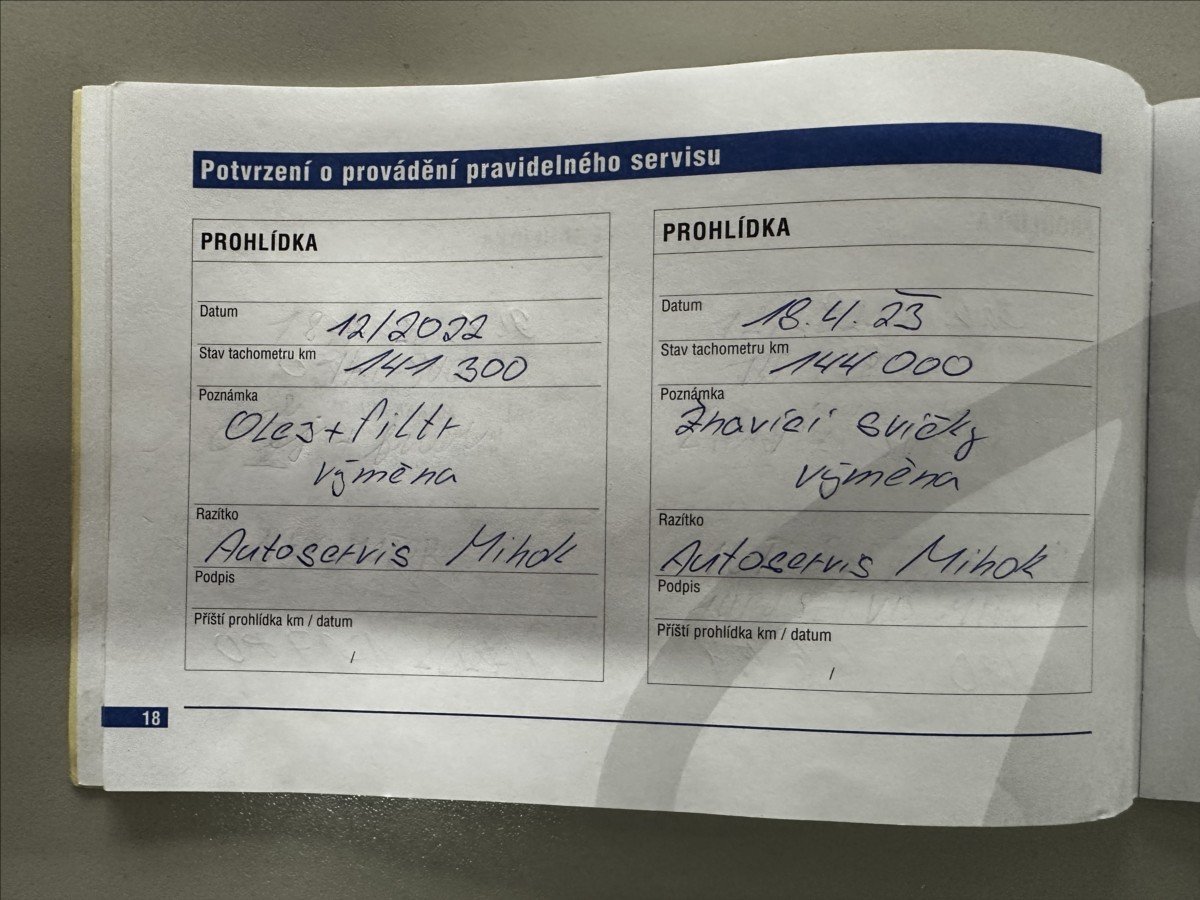 Potvrzení o provádění pravidelného servisu
PROHLÍDKA
Datum 12/2022
Stav tachometru km 141 300
Poznámka
Olej + filtr
výměna
Razítko
Autoservis Mihok
Podpis
Příští prohlídka km / datum
/
PROHLÍDKA
Datum 18.4.23
Stav tachometru km 144 000
Poznámka
Žhavící svíčky
výměna
Razítko
Autoservis Mihok
Podpis
Příští prohlídka km / datum
/
18